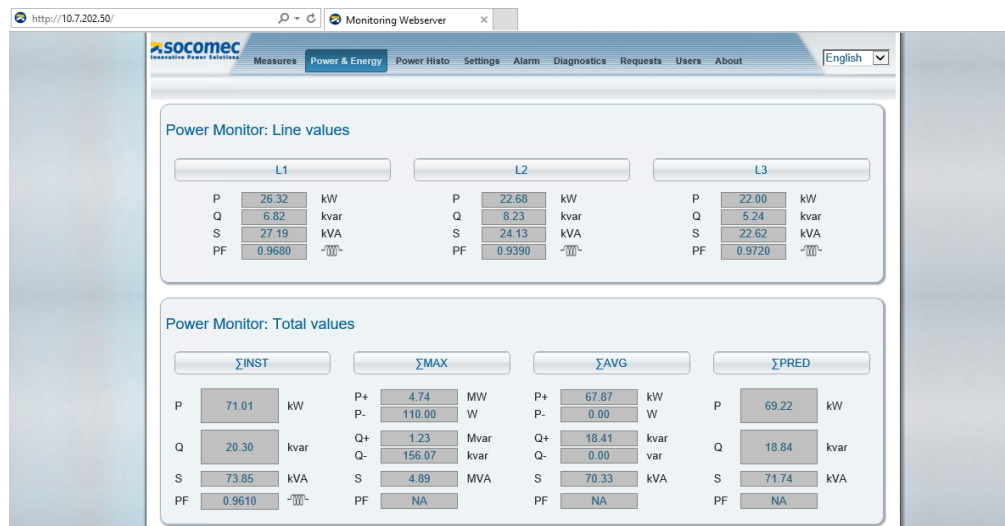 http://10.7.202.50/
Monitoring Webserver
socomec
Innovative Power Solutions
Measures Power & Energy Power Histo Settings Alarm Diagnostics Requests Users About
English
Power Monitor: Line values
L1 L2 L3
P 26.32 kW P 22.68 kW P 22.00 kW
Q 6.82 kvar Q 8.23 kvar Q 5.24 kvar
S 27.19 kVA S 24.13 kVA S 22.62 kVA
PF 0.9680 PF 0.9390 PF 0.9720
Power Monitor: Total values
∑INST ∑MAX ∑AVG ∑PRED
P 71.01 kW P+ 4.74 MW P+ 67.87 kW P 69.22 kW
P- 110.00 W P- 0.00 W
Q 20.30 kvar Q+ 1.23 Mvar Q+ 18.41 kvar Q 18.84 kvar
Q- 156.07 kvar Q- 0.00 var
S 73.85 kVA S 4.89 MVA S 70.33 kVA S 71.74 kVA
PF 0.9610 PF NA PF NA PF NA